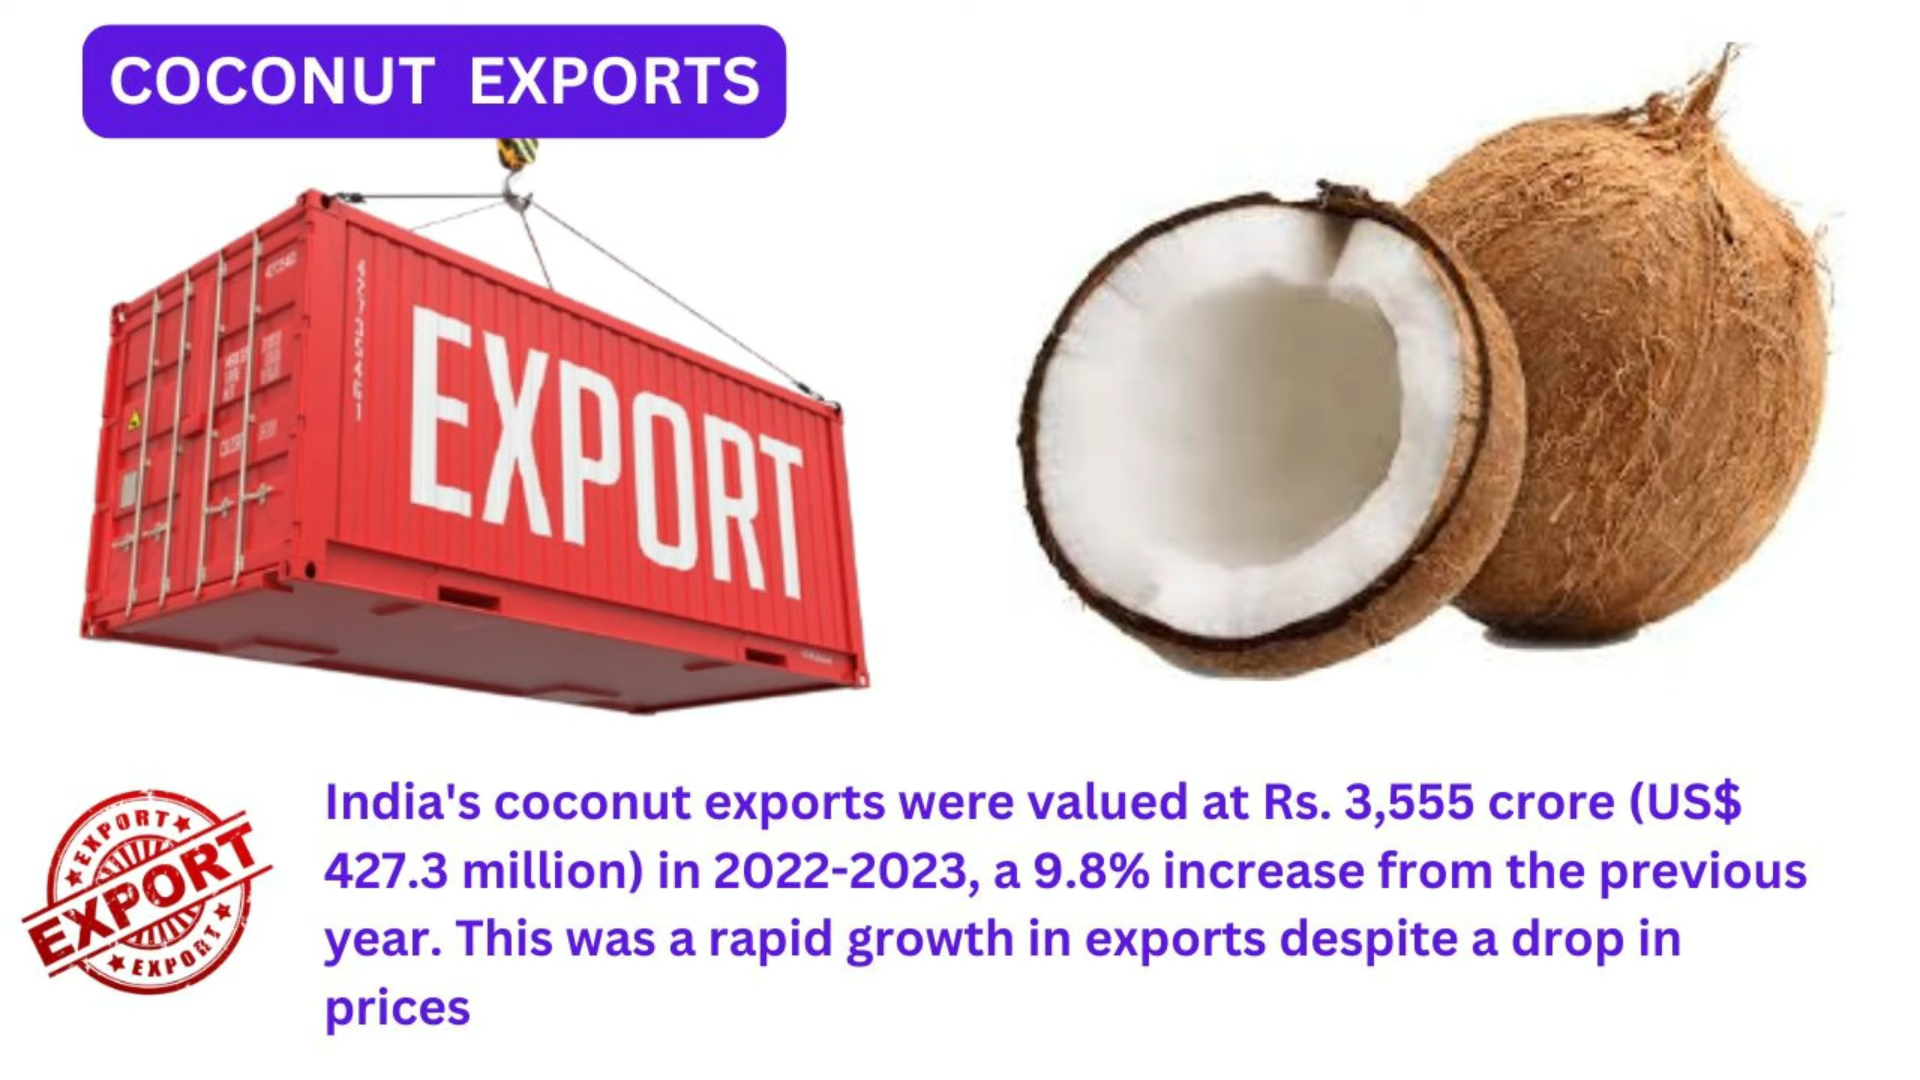 COCONUT EXPORTS
EXPORT
EXPORT
EXPORT
EXPORT
India's coconut exports were valued at Rs. 3,555 crore (US$
427.3 million) in 2022-2023, a 9.8% increase from the previous
year. This was a rapid growth in exports despite a drop in
prices